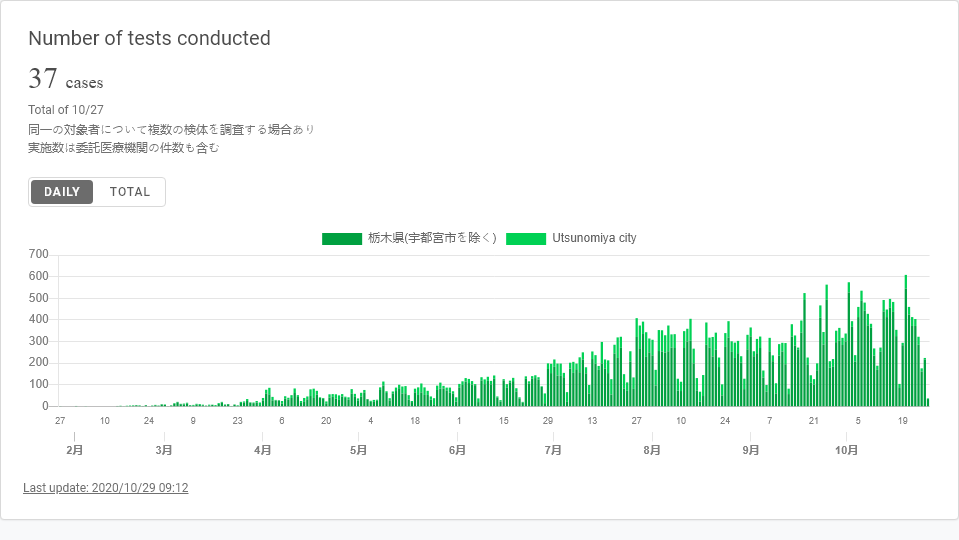 Number of tests conducted
37 cases
Total of 10/27
同一の対象者について複数の検体を調査する場合あり
実施数は委託医療機関の件数も含む
DAILY TOTAL
栃木県(宇都宮市を除く) Utsunomiya city
700
600
500
400
300
200
100
0
27 10 24 9 23 6 20 4 18 1 15 29 13 27 10 24 7 21 5 19
2月 3月 4月 5月 6月 7月 8月 9月 10月
Last update: 2020/10/29 09:12